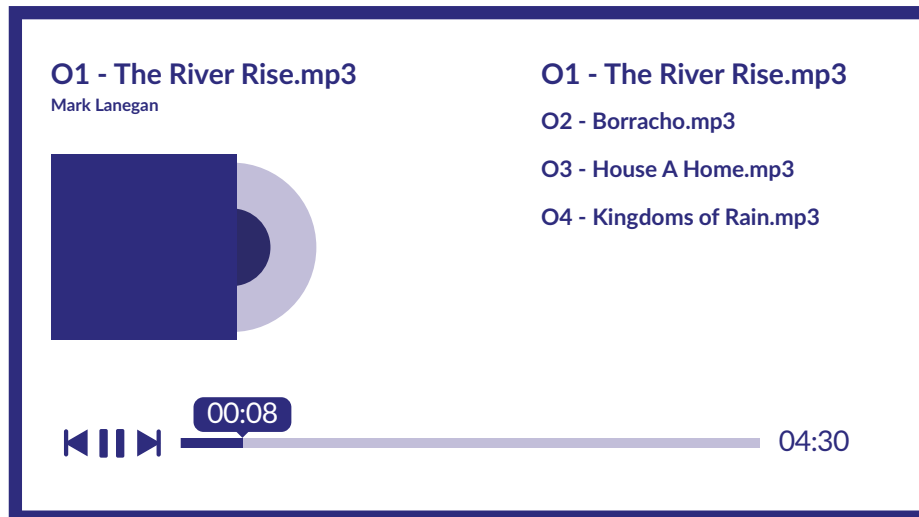 O1 - The River Rise.mp3
Mark Lanegan
O1 - The River Rise.mp3
O2 - Borracho.mp3
O3 - House A Home.mp3
O4 - Kingdoms of Rain.mp3
00:08
04:30